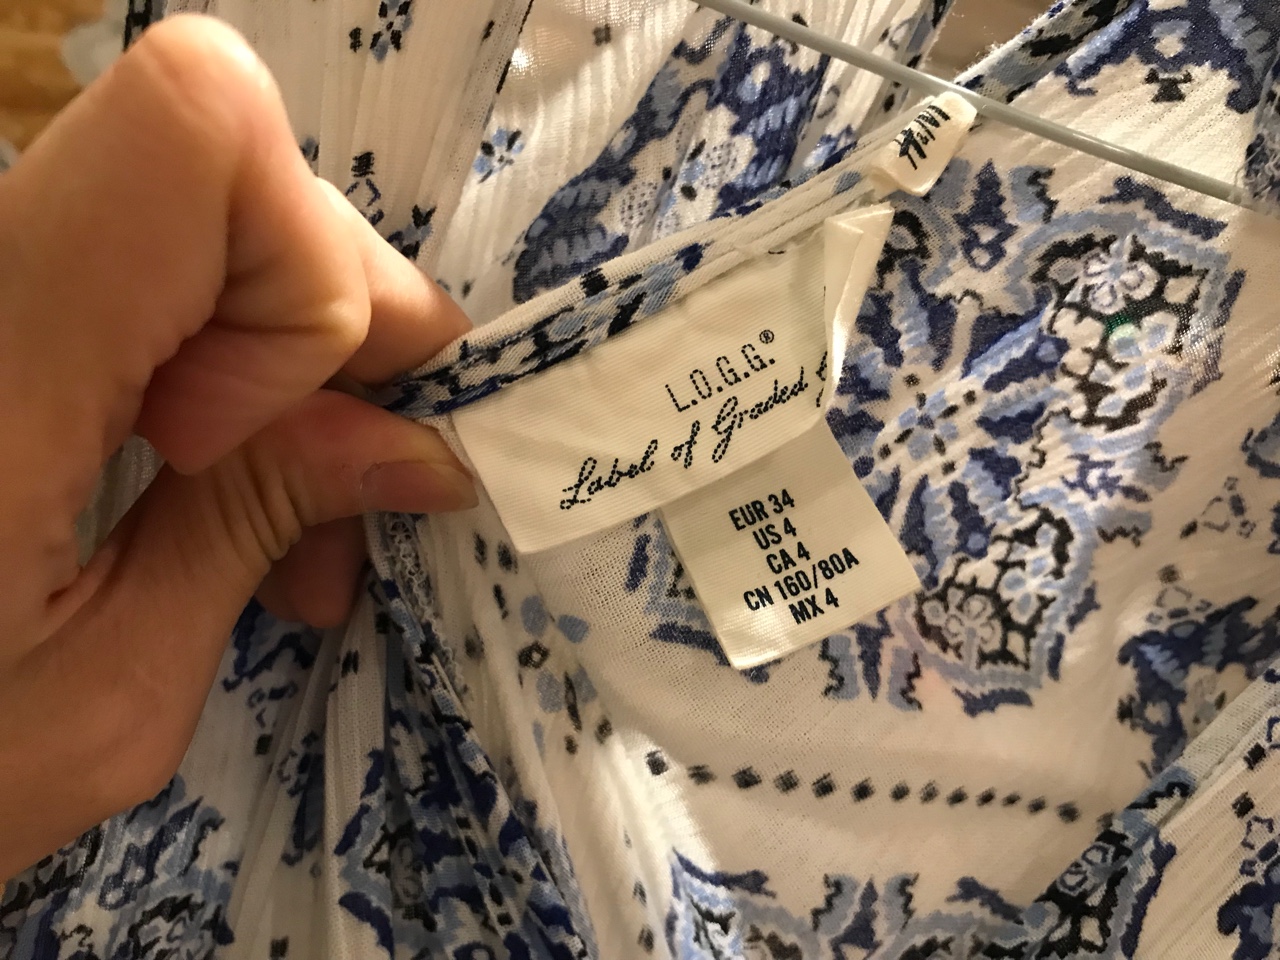 L.O.G.G.®
Label of Graded
EUR 34
US 4
CA 4
CN 160/80A
MX 4